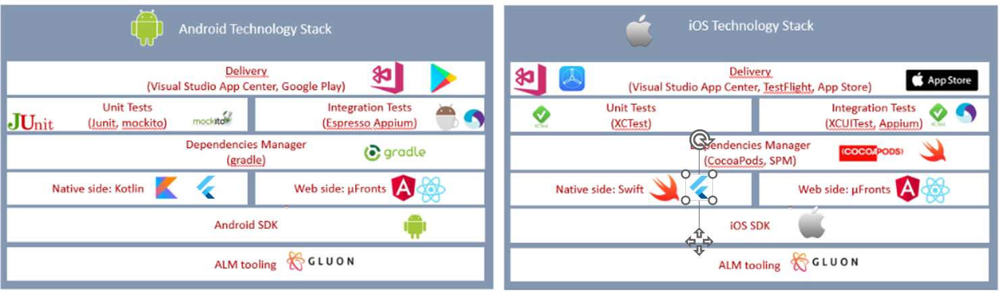 Android Technology Stack
Delivery
(Visual Studio App Center, Google Play)
Unit Tests
(Junit, mockito)
JUnit
mockito
Integration Tests
(Espresso Appium)
Dependencies Manager
(gradle)
gradle
Native side: Kotlin
Web side: µFronts
Android SDK
ALM tooling
GLUON
iOS Technology Stack
Delivery
(Visual Studio App Center, TestFlight, App Store)
App Store
Unit Tests
(XCTest)
XCTest
Integration Tests
(XCUITest, Appium)
XCTest
Dependencies Manager
(CocoaPods, SPM)
COCOAPODS
Native side: Swift
Web side: µFronts
iOS SDK
ALM tooling
GLUON